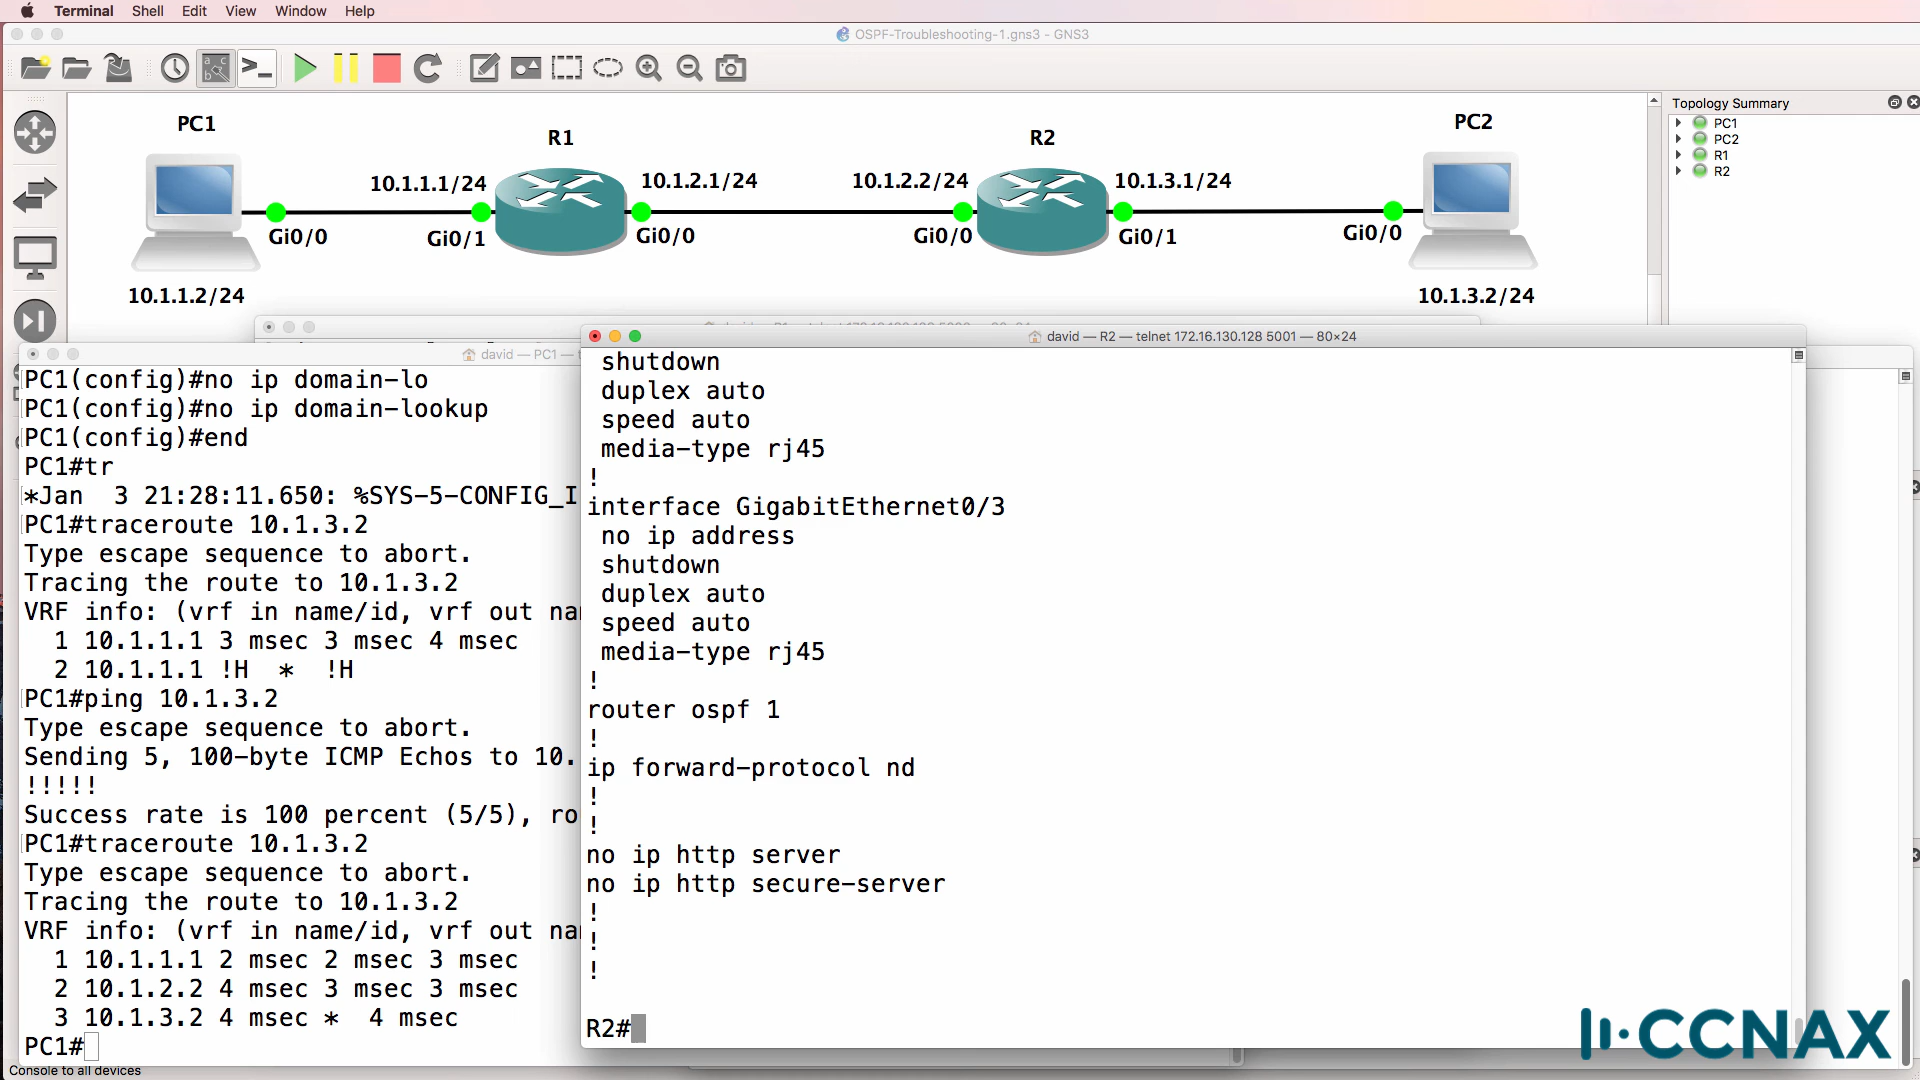 Terminal Shell Edit View Window Help
OSPF-Troubleshooting-1.gns3 - GNS3
Topology Summary
PC1
PC2
R1
R2
PC1
R1
R2
PC2
10.1.1.1/24
10.1.2.1/24
10.1.2.2/24
10.1.3.1/24
Gi0/0
Gi0/1
Gi0/0
Gi0/0
Gi0/1
Gi0/0
10.1.1.2/24
10.1.3.2/24
david — PC1 —
PC1(config)#no ip domain-lo
PC1(config)#no ip domain-lookup
PC1(config)#end
PC1#tr
*Jan  3 21:28:11.650: %SYS-5-CONFIG_I
PC1#traceroute 10.1.3.2
Type escape sequence to abort.
Tracing the route to 10.1.3.2
VRF info: (vrf in name/id, vrf out na
  1 10.1.1.1 3 msec 3 msec 4 msec
  2 10.1.1.1 !H  *  !H
PC1#ping 10.1.3.2
Type escape sequence to abort.
Sending 5, 100-byte ICMP Echos to 10.
!!!!!
Success rate is 100 percent (5/5), ro
PC1#traceroute 10.1.3.2
Type escape sequence to abort.
Tracing the route to 10.1.3.2
VRF info: (vrf in name/id, vrf out na
  1 10.1.1.1 2 msec 2 msec 3 msec
  2 10.1.2.2 4 msec 3 msec 3 msec
  3 10.1.3.2 4 msec *  4 msec
PC1#
david — R2 — telnet 172.16.130.128 5001 — 80×24
 shutdown
 duplex auto
 speed auto
 media-type rj45
!
interface GigabitEthernet0/3
 no ip address
 shutdown
 duplex auto
 speed auto
 media-type rj45
!
router ospf 1
!
ip forward-protocol nd
!
!
no ip http server
no ip http secure-server
!
!
!
R2#
CCNAX
Console to all devices